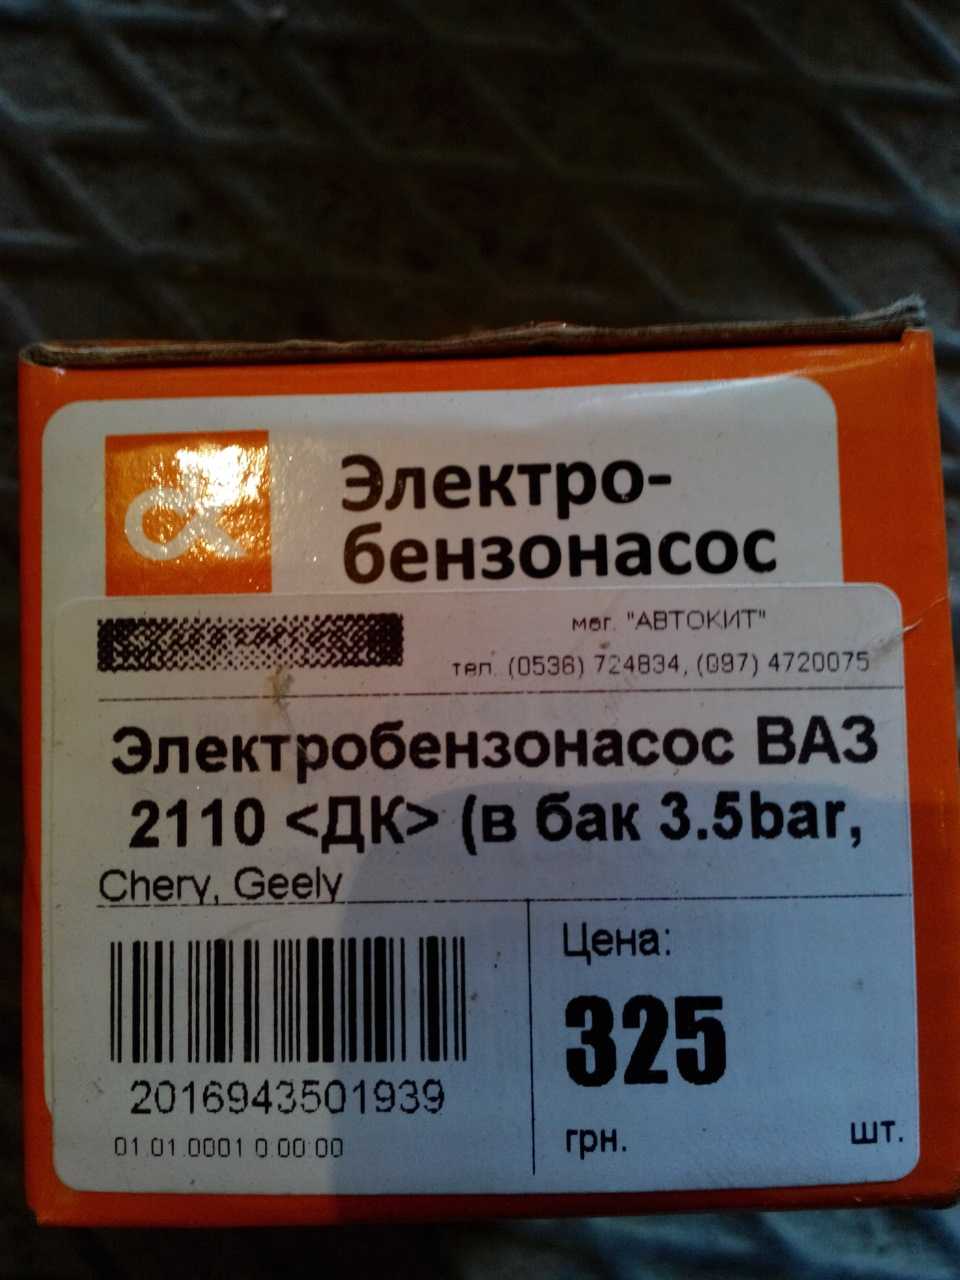 Электро-
бензонасос
маг. "АВТОКИТ"
тел. (0536) 724834, (097) 4720075
Электробензонасос ВАЗ
2110 <ДК> (в бак 3.5bar,
Chery, Geely
Цена:
325
грн.
шт.
2016943501939
01.01.0001 0:00:00